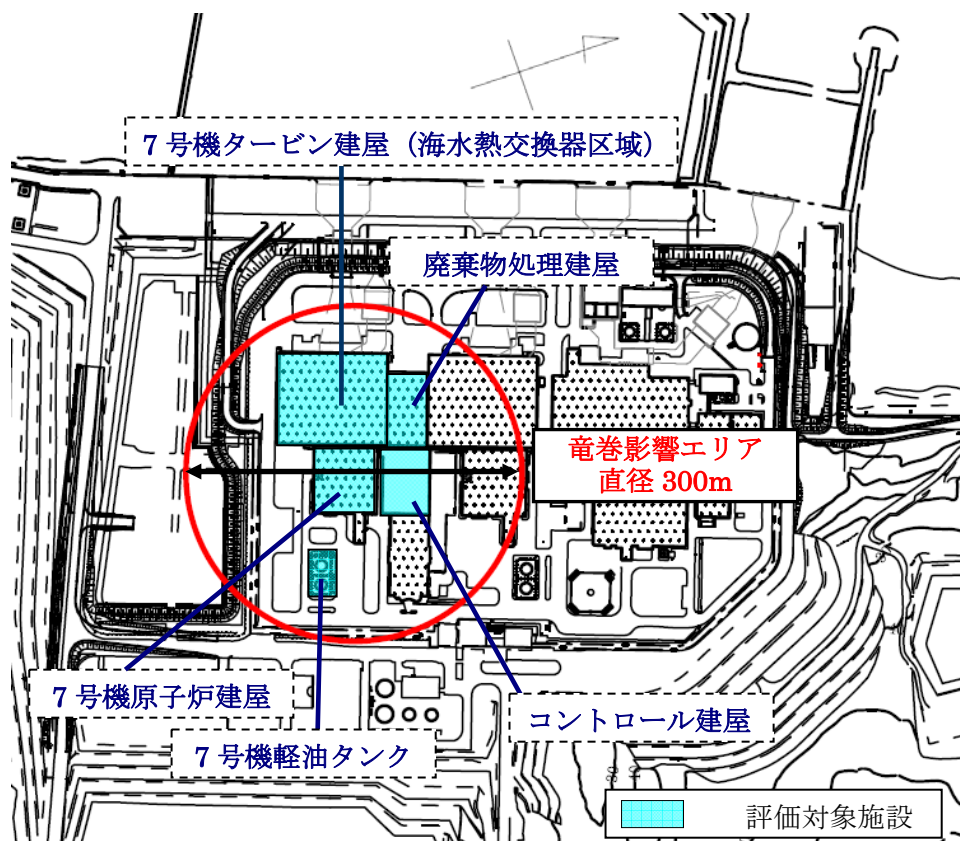 7号機タービン建屋（海水熱交換器区域）
廃棄物処理建屋
竜巻影響エリア
直径 300m
7号機原子炉建屋
コントロール建屋
7号機軽油タンク
評価対象施設